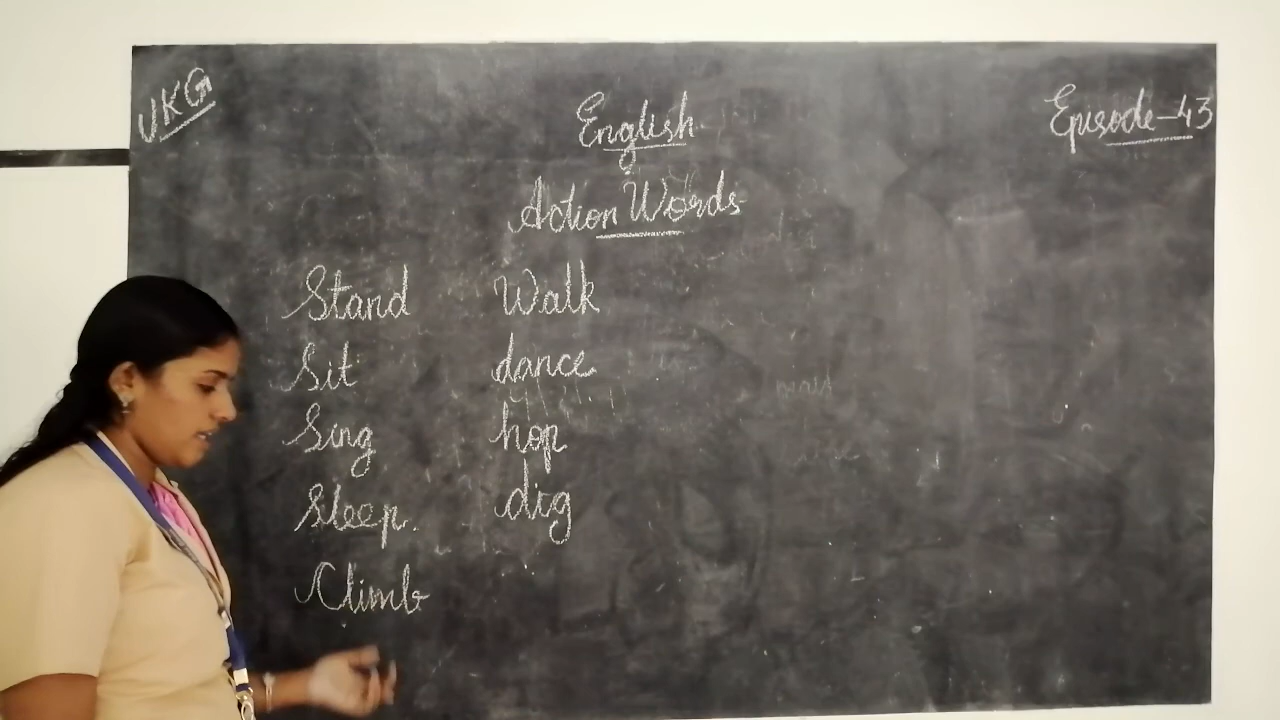 UKG
English
Episode-43
Action Words
Stand Walk
Sit dance
Sing hop
Sleep. dig
Climb